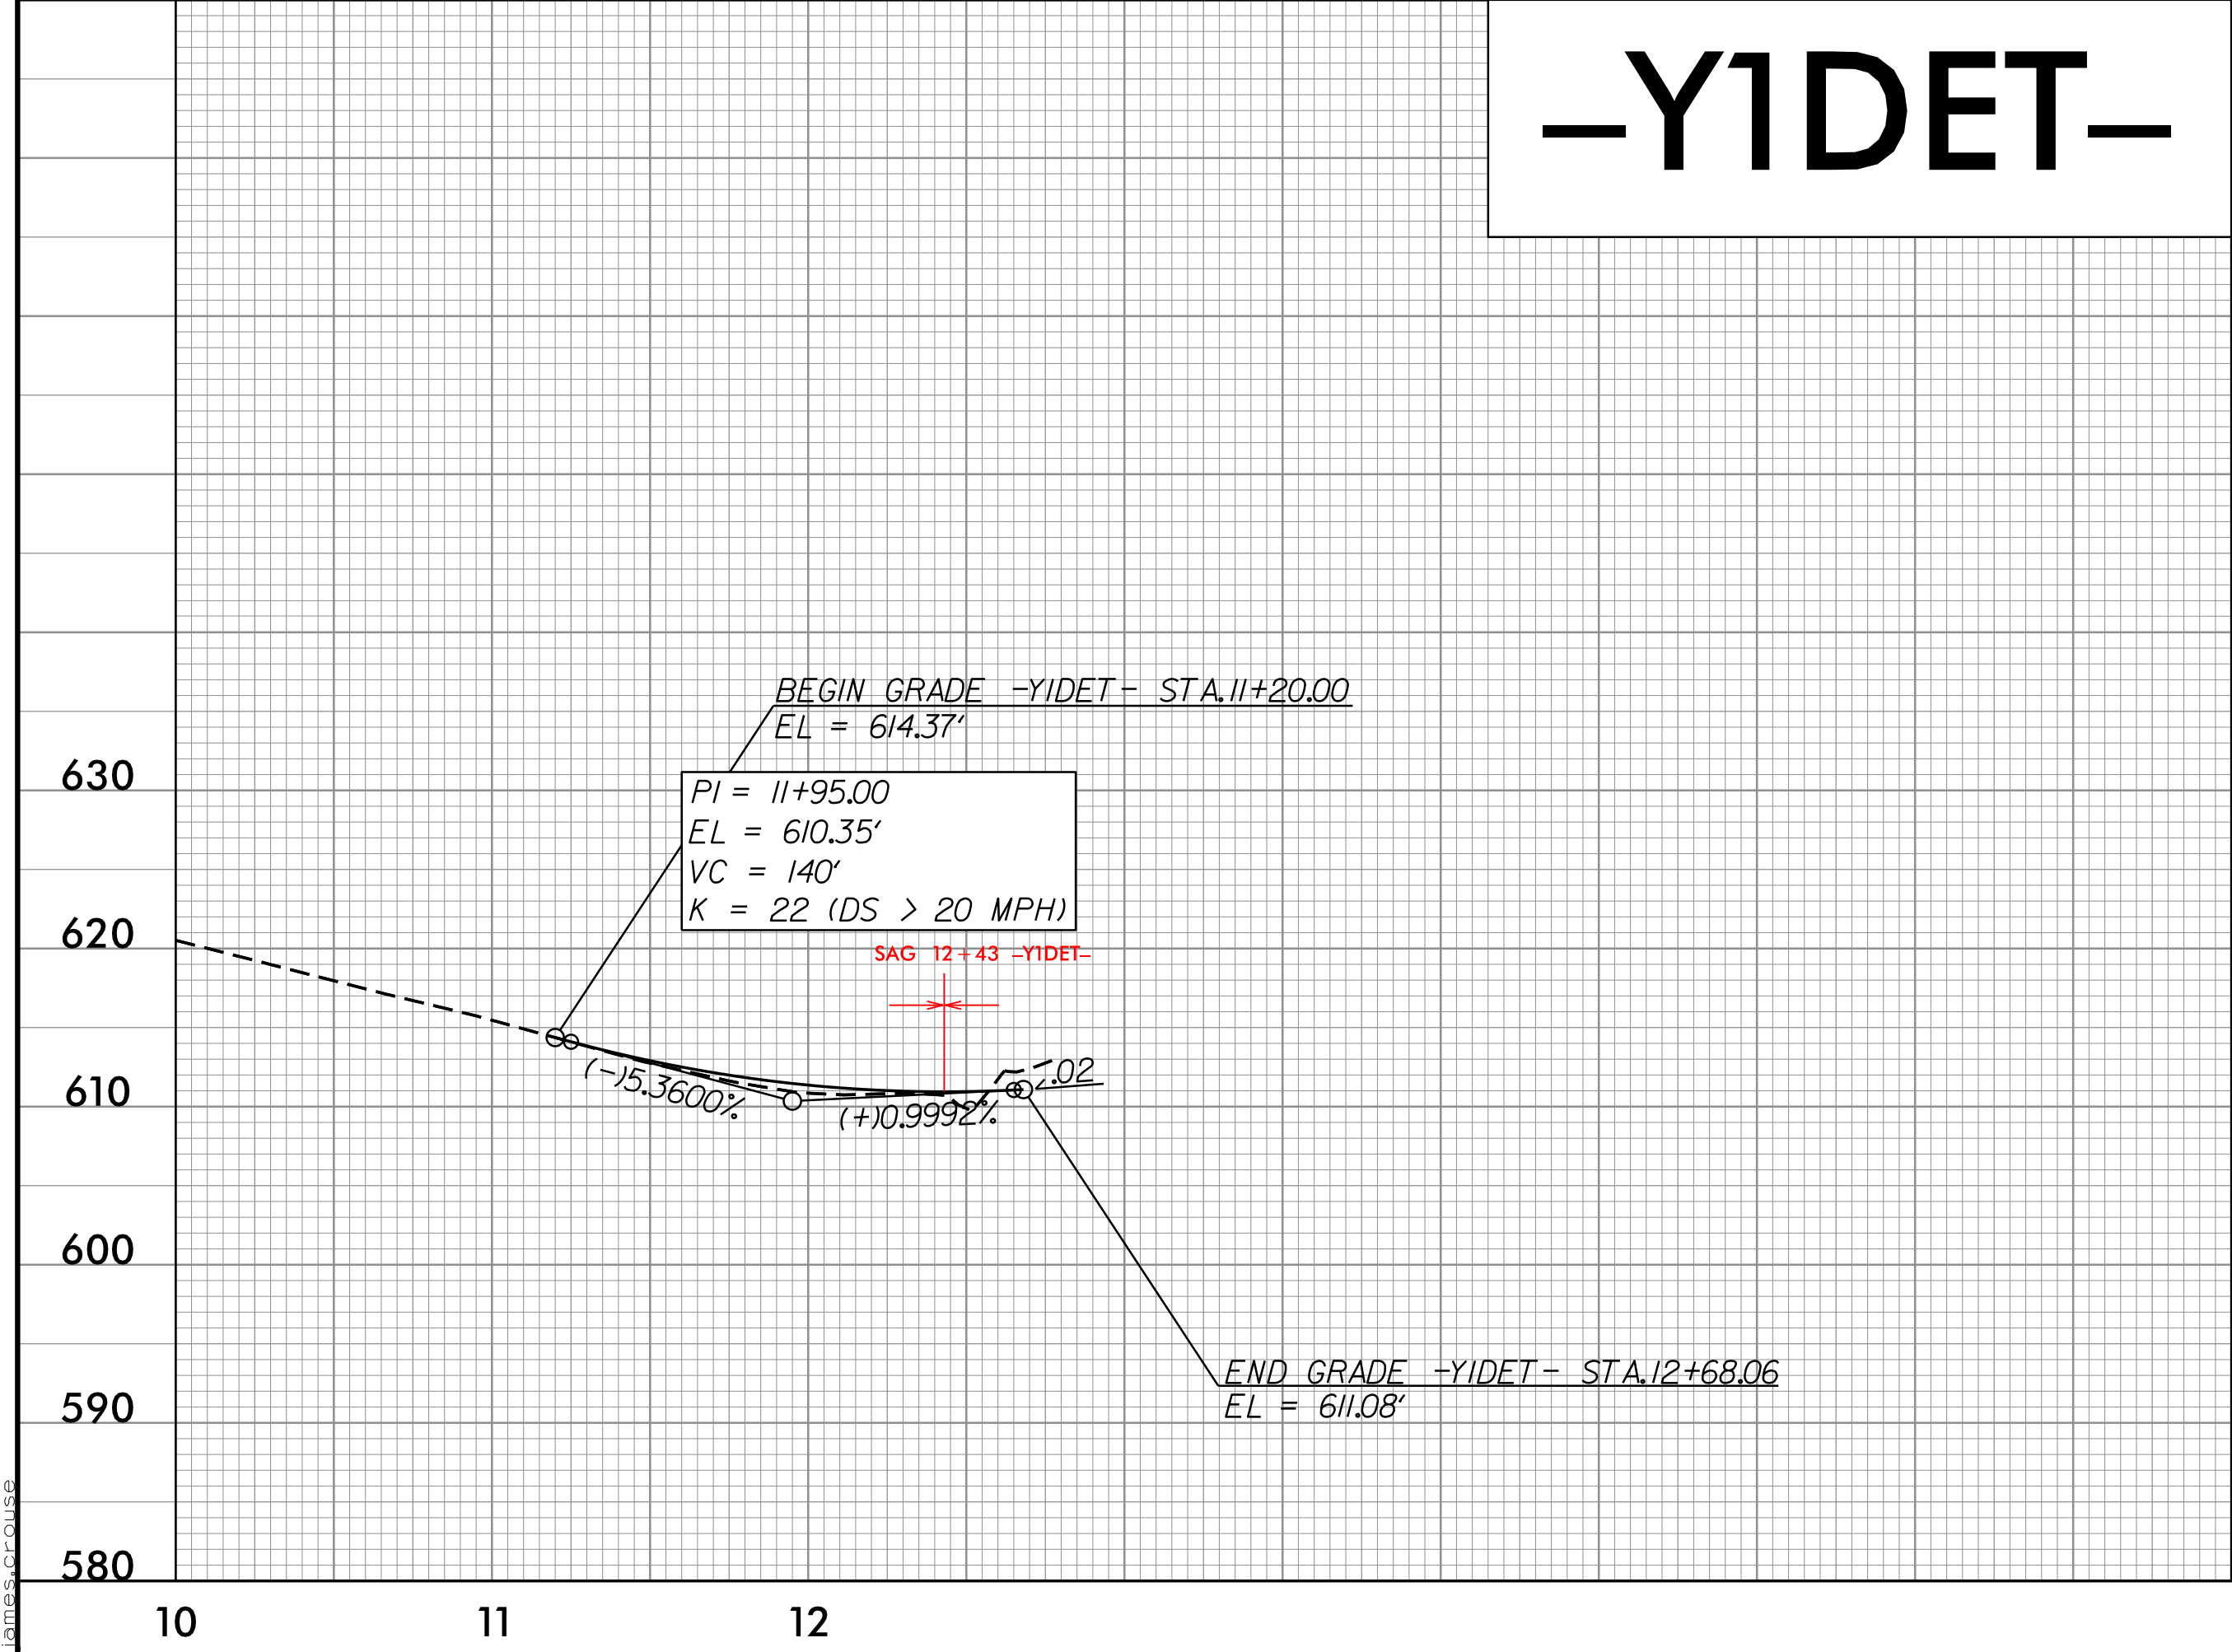 –Y1DET–
BEGIN GRADE -Y1DET- STA.11+20.00
EL = 614.37'
PI = 11+95.00
EL = 610.35'
VC = 140'
K = 22 (DS > 20 MPH)
SAG 12+43 –Y1DET–
(-)5.3600%
(+)0.9992%
.02
END GRADE -Y1DET- STA.12+68.06
EL = 611.08'
630
620
610
600
590
580
10 11 12
james.crouse